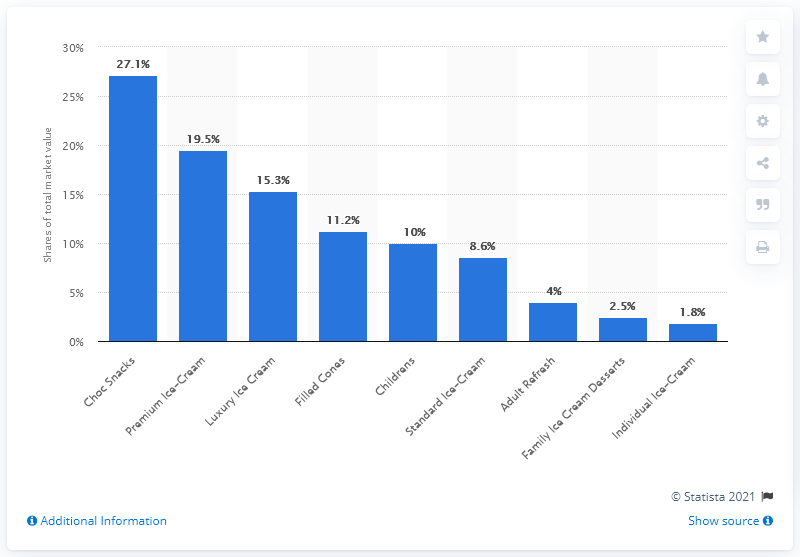 Shares of total market value
30%
25%
20%
15%
10%
5%
0%
27.1%
19.5%
15.3%
11.2%
10%
8.6%
4%
2.5%
1.8%
Choc Snacks
Premium Ice-Cream
Luxury Ice Cream
Filled Cones
Childrens
Standard Ice-Cream
Adult Refresh
Family Ice Cream Desserts
Individual Ice-Cream
© Statista 2021
Additional Information
Show source